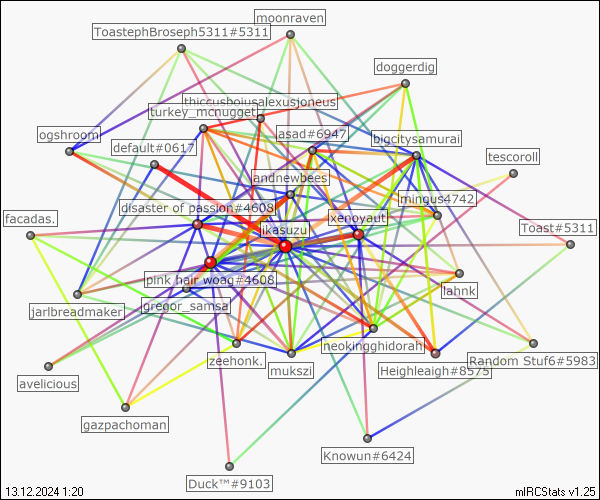 moonraven
ToastephBroseph5311#5311
doggerdig
thiccusboiusalexusjoneus
turkey_mcnugget
ogshroom
asad#6947
bigcitysamurai
default#0617
tescoroll
andnewbees
mingus4742
disaster of passion#4608
xenoyaut
facadas.
likasuzu
Toast#5311
pink hair woag#4608
lahnk
gregor_samsa
jarlbreadmaker
neokingghidorah
zeehonk.
Random Stuf6#5983
mukszi
Heighleaigh#8575
avelicious
gazpachoman
Knowun#6424
Duck™#9103
13.12.2024 1:20
mIRCStats v1.25